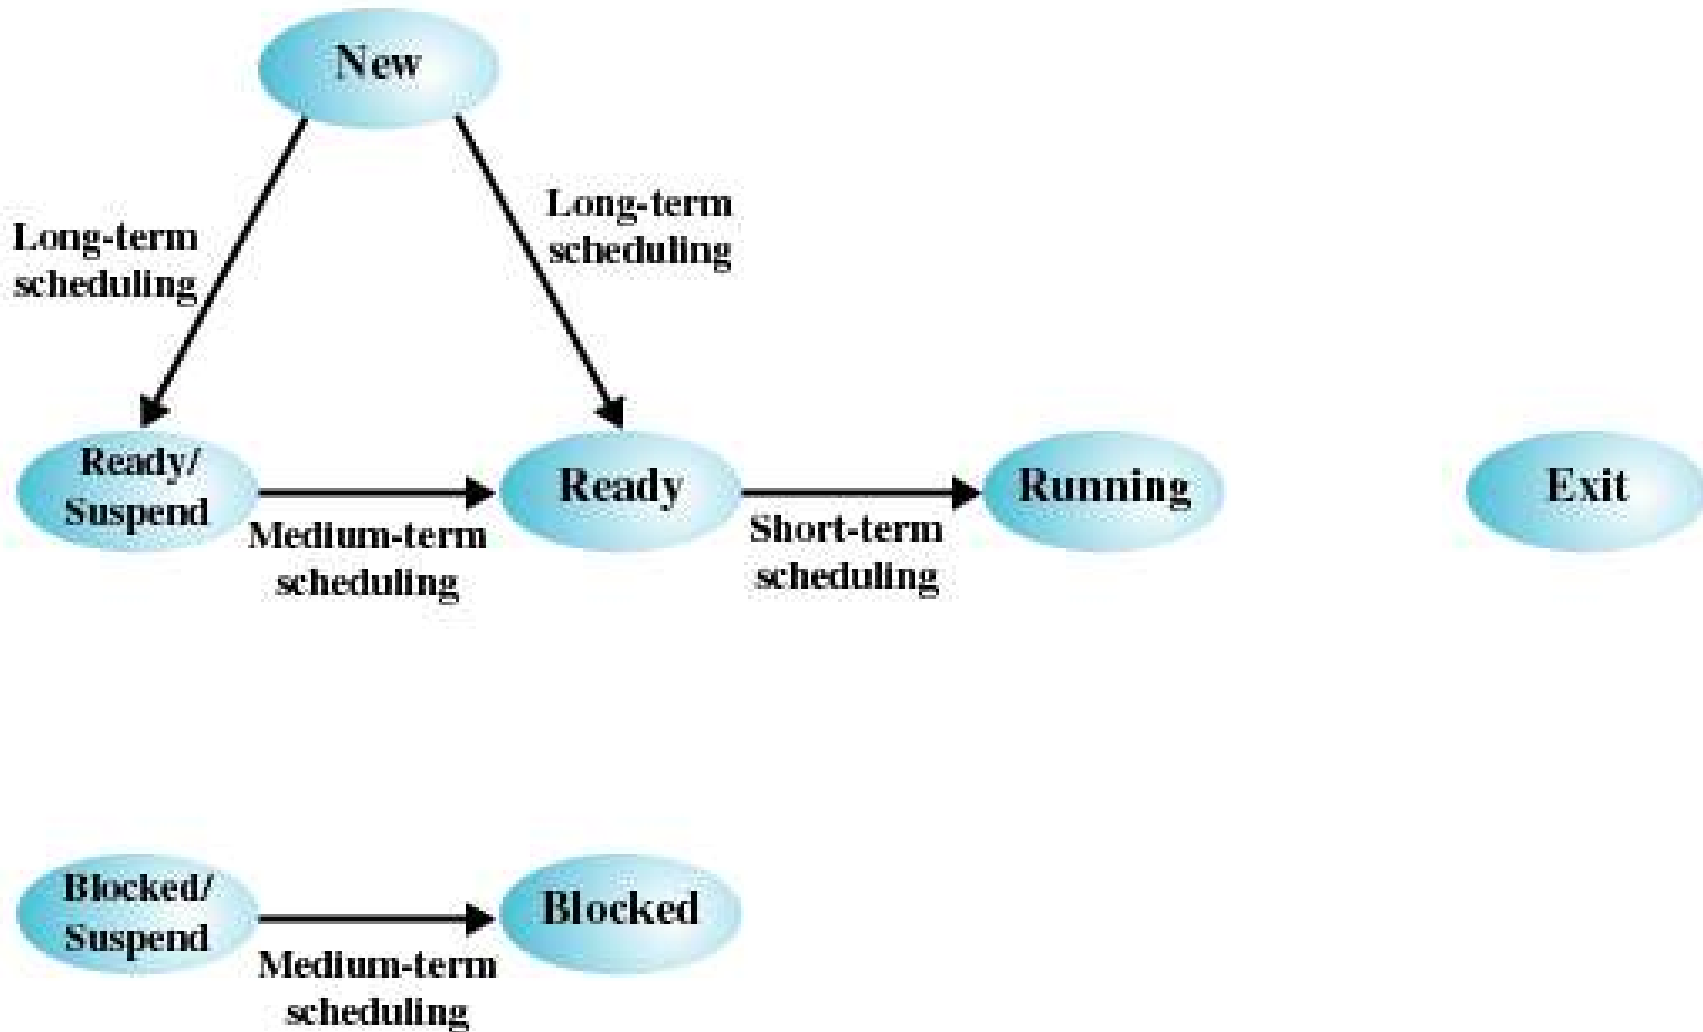 New
Long-term
scheduling
Long-term
scheduling
Ready/
Suspend
Medium-term
scheduling
Ready
Short-term
scheduling
Running
Exit
Blocked/
Suspend
Medium-term
scheduling
Blocked